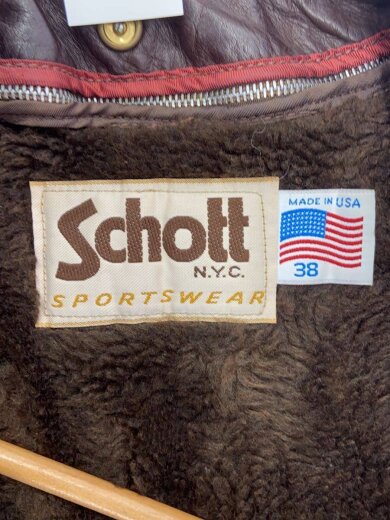 Schott
N.Y.C.
SPORTSWEAR
MADE IN USA
38